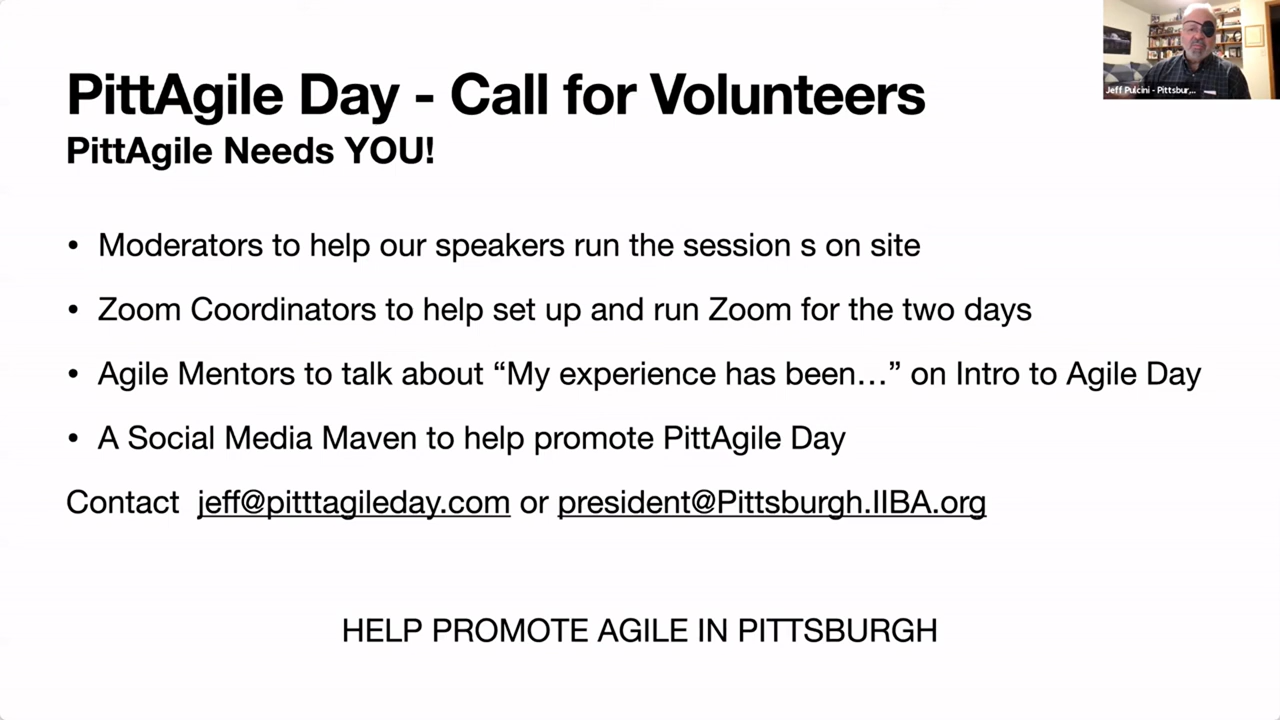 PittAgile Day - Call for Volunteers
PittAgile Needs YOU!
• Moderators to help our speakers run the session s on site
• Zoom Coordinators to help set up and run Zoom for the two days
• Agile Mentors to talk about “My experience has been…” on Intro to Agile Day
• A Social Media Maven to help promote PittAgile Day
Contact jeff@pitttagileday.com or president@Pittsburgh.IIBA.org
HELP PROMOTE AGILE IN PITTSBURGH
Jeff Pulcini - Pittsbur,...